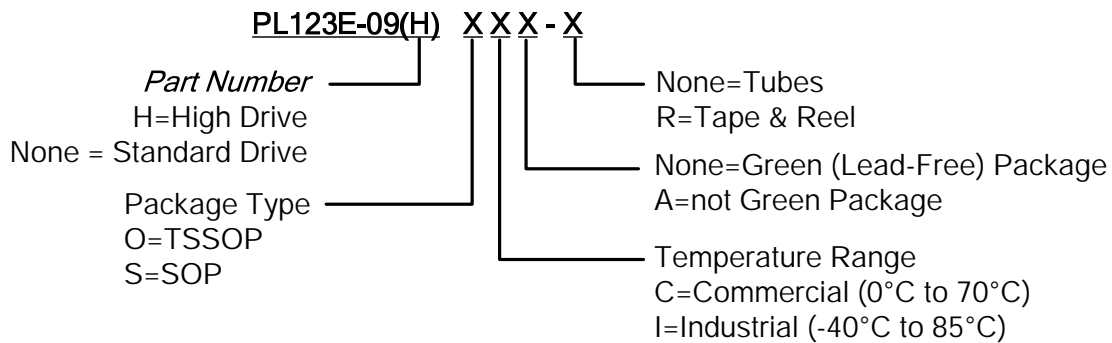 PL123E-09(H) X X X - X
Part Number
H=High Drive
None = Standard Drive
Package Type
O=TSSOP
S=SOP
None=Tubes
R=Tape & Reel
None=Green (Lead-Free) Package
A=not Green Package
Temperature Range
C=Commercial (0°C to 70°C)
I=Industrial (-40°C to 85°C)